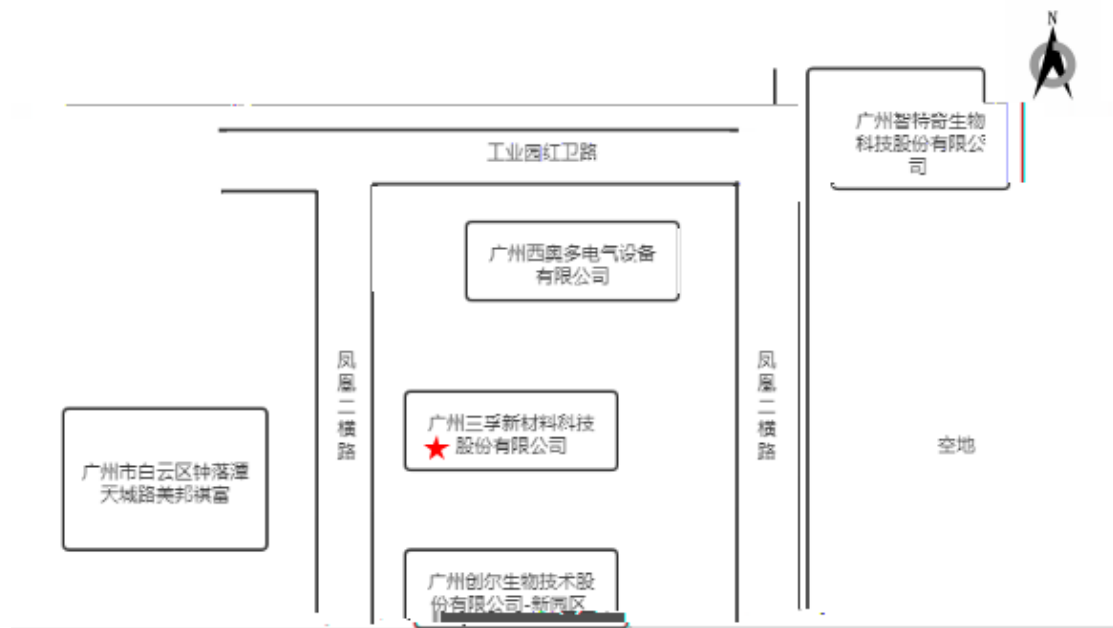 N
广州智特奇生物
科技股份有限公
司
工业园红卫路
广州西奥多电气设备
有限公司
凤凰二横路
凤凰二横路
广州三孚新材料科技
股份有限公司
空地
广州市白云区钟落潭
天城路美邦祺富
广州创尔生物技术股
份有限公司-新园区